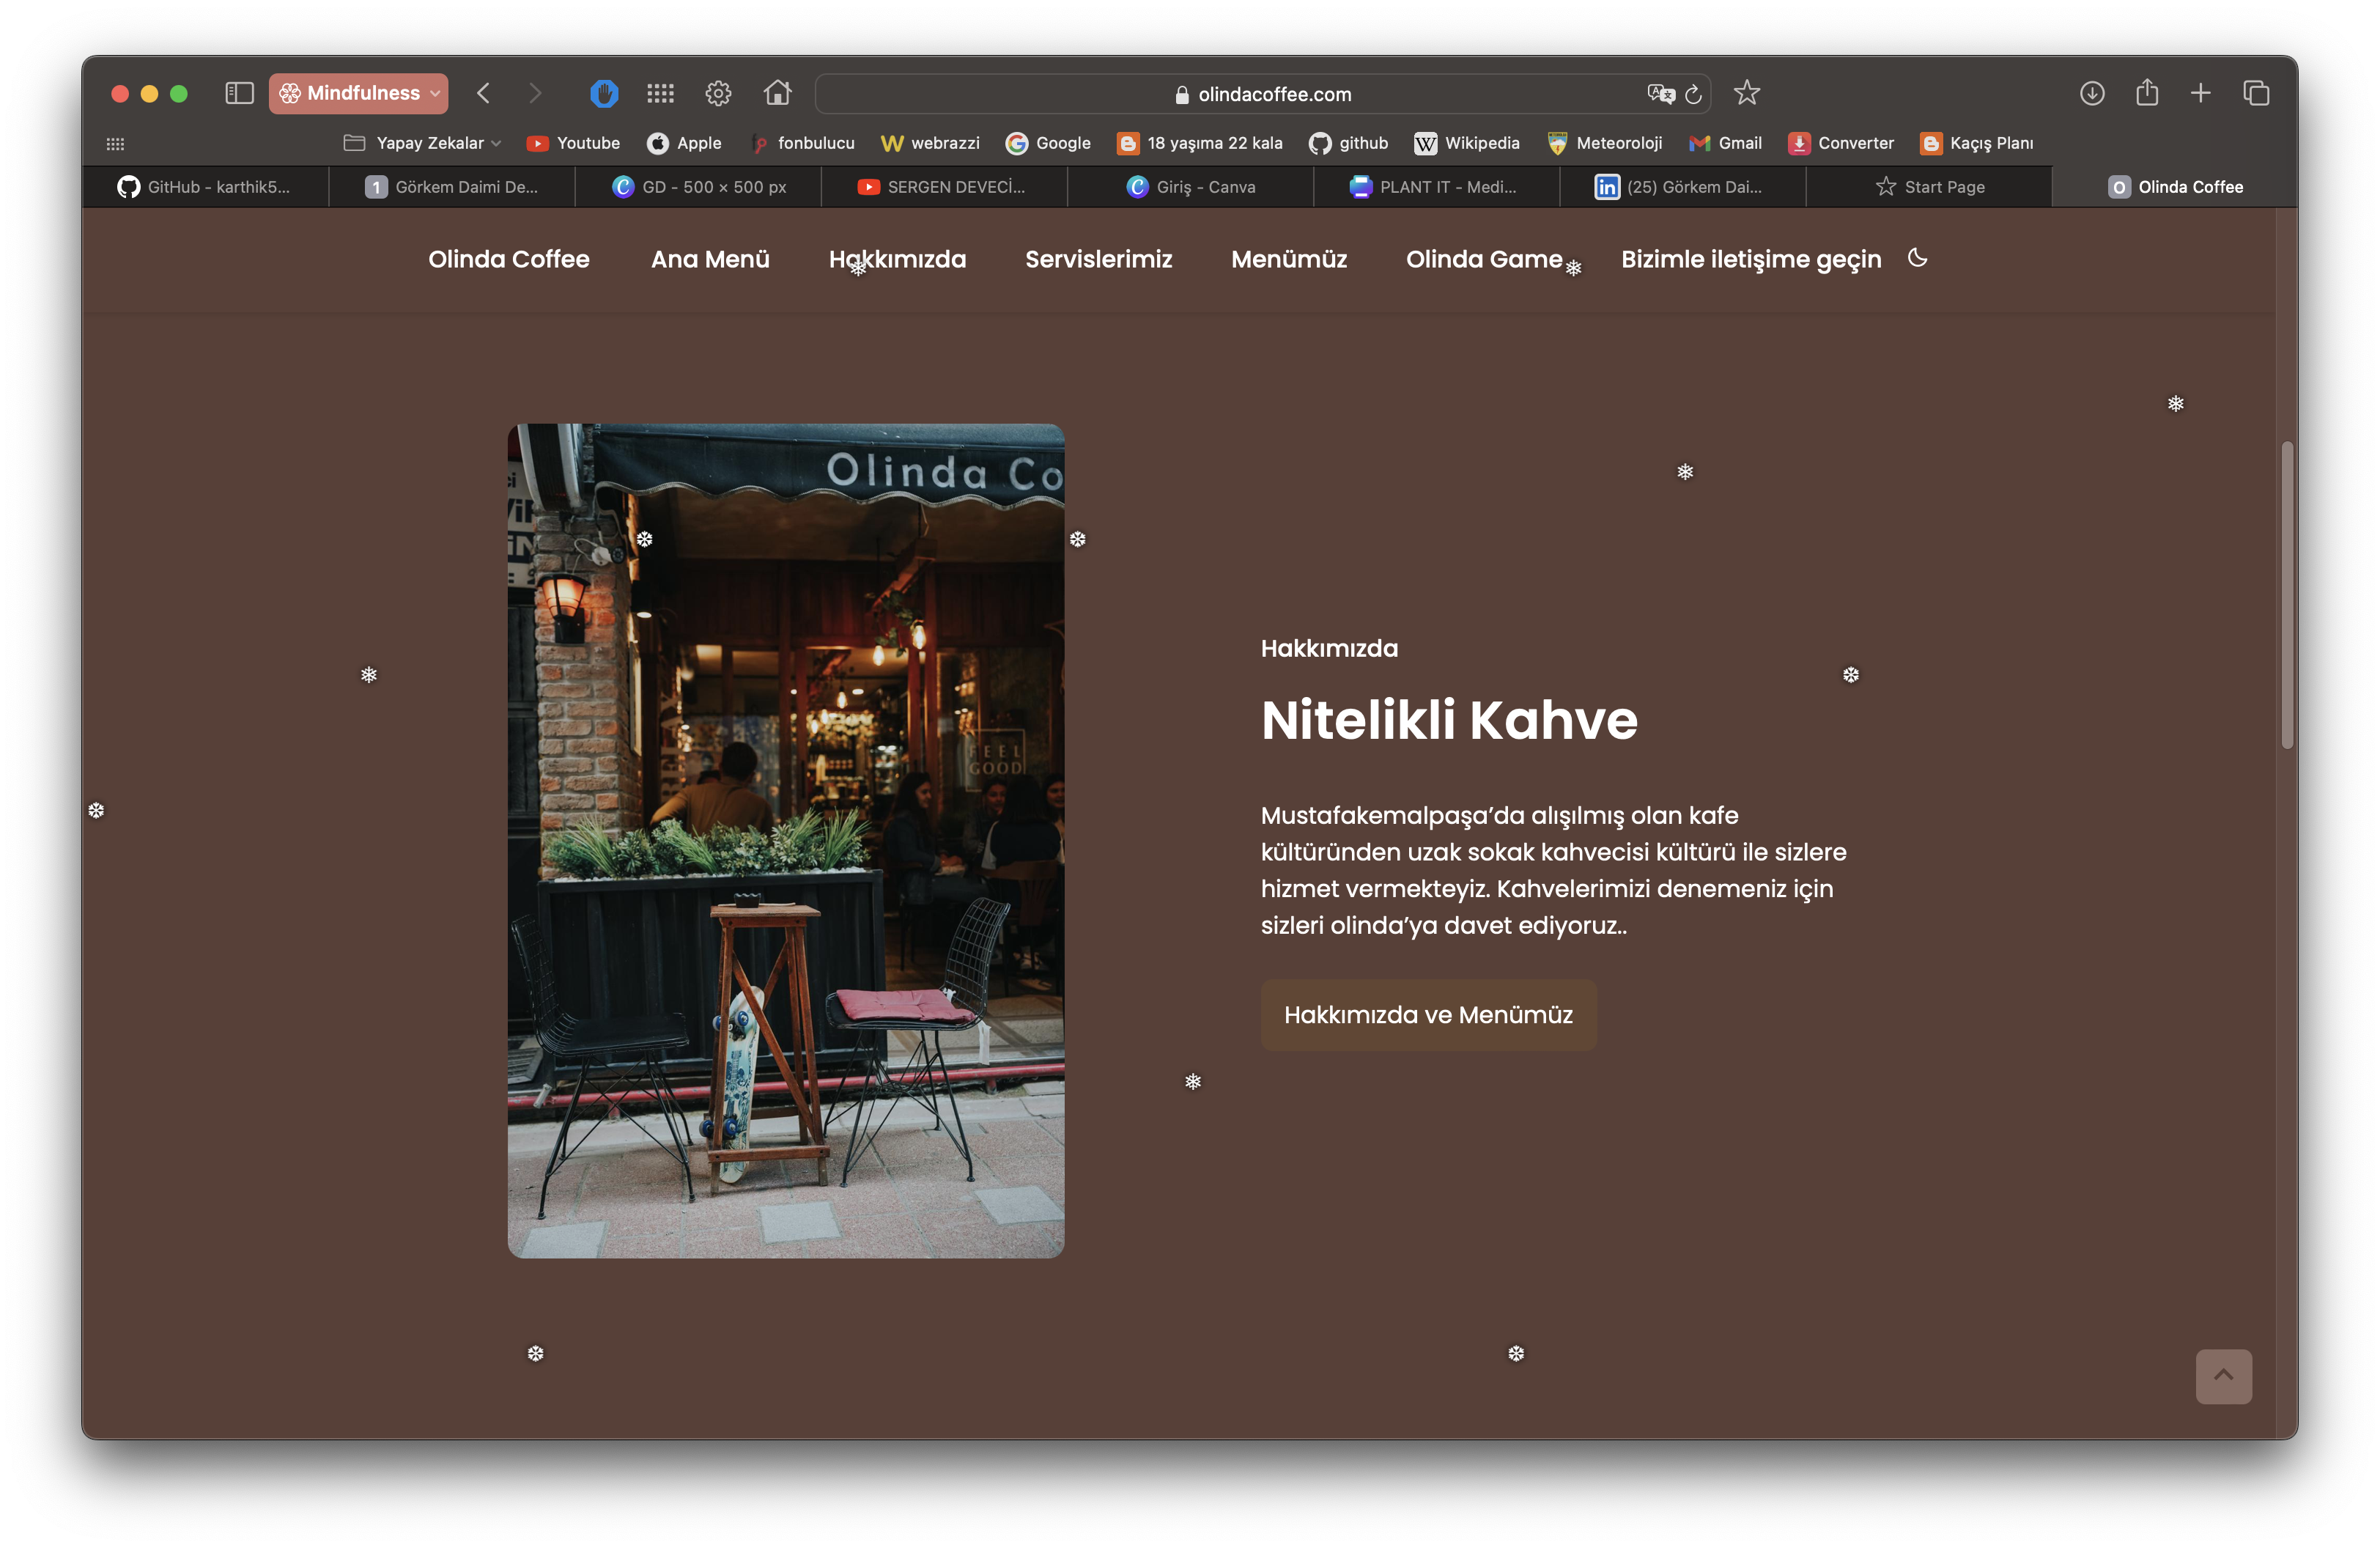 Mindfulness
olindacoffee.com
Yapay Zekalar
Youtube
Apple
fonbulucu
webrazzi
Google
18 yaşıma 22 kala
github
Wikipedia
Meteoroloji
Gmail
Converter
Kaçış Planı
GitHub - karthik5...
1 Görkem Daimi De...
GD - 500 × 500 px
SERGEN DEVECİ...
Giriş - Canva
PLANT IT - Medi...
(25) Görkem Dai...
Start Page
O Olinda Coffee
Olinda Coffee
Ana Menü
Hakkımızda
Servislerimiz
Menümüz
Olinda Game
Bizimle iletişime geçin
Olinda Co
FEEL
GOOD
Hakkımızda
Nitelikli Kahve
Mustafakemalpaşa’da alışılmış olan kafe
kültüründen uzak sokak kahvecisi kültürü ile sizlere
hizmet vermekteyiz. Kahvelerimizi denemeniz için
sizleri olinda’ya davet ediyoruz..
Hakkımızda ve Menümüz